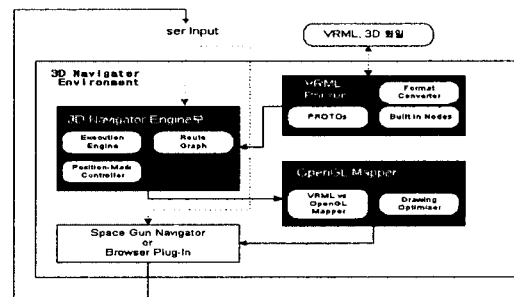 ser Input
VRML, 3D 화일
3D Navigator
Environment
VRML
Format
Converter
PROTOs
Built in Nodes
3D Navigator Engine부
Execution
Engine
Route
Graph
Position-Mark
Controller
OpenGL Mapper
VRML vs
OpenGL
Mapper
Drawing
Optimizer
Space Gun Navigator
or
Browser Plug-In